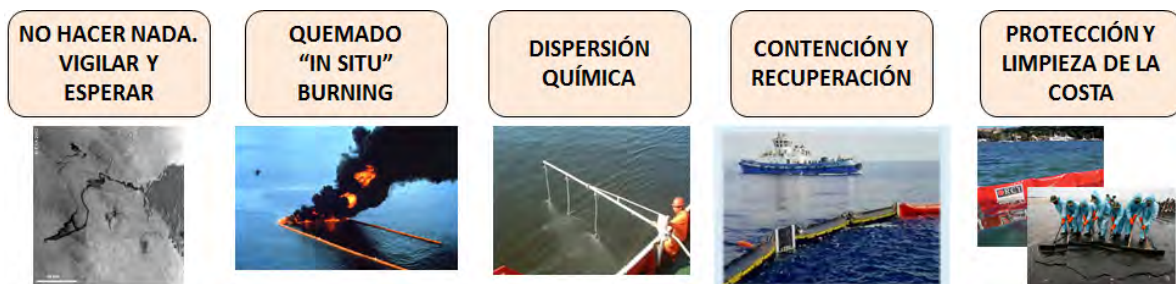 NO HACER NADA.
VIGILAR Y
ESPERAR
QUEMADO
“IN SITU”
BURNING
DISPERSIÓN
QUÍMICA
CONTENCIÓN Y
RECUPERACIÓN
PROTECCIÓN Y
LIMPIEZA DE LA
COSTA